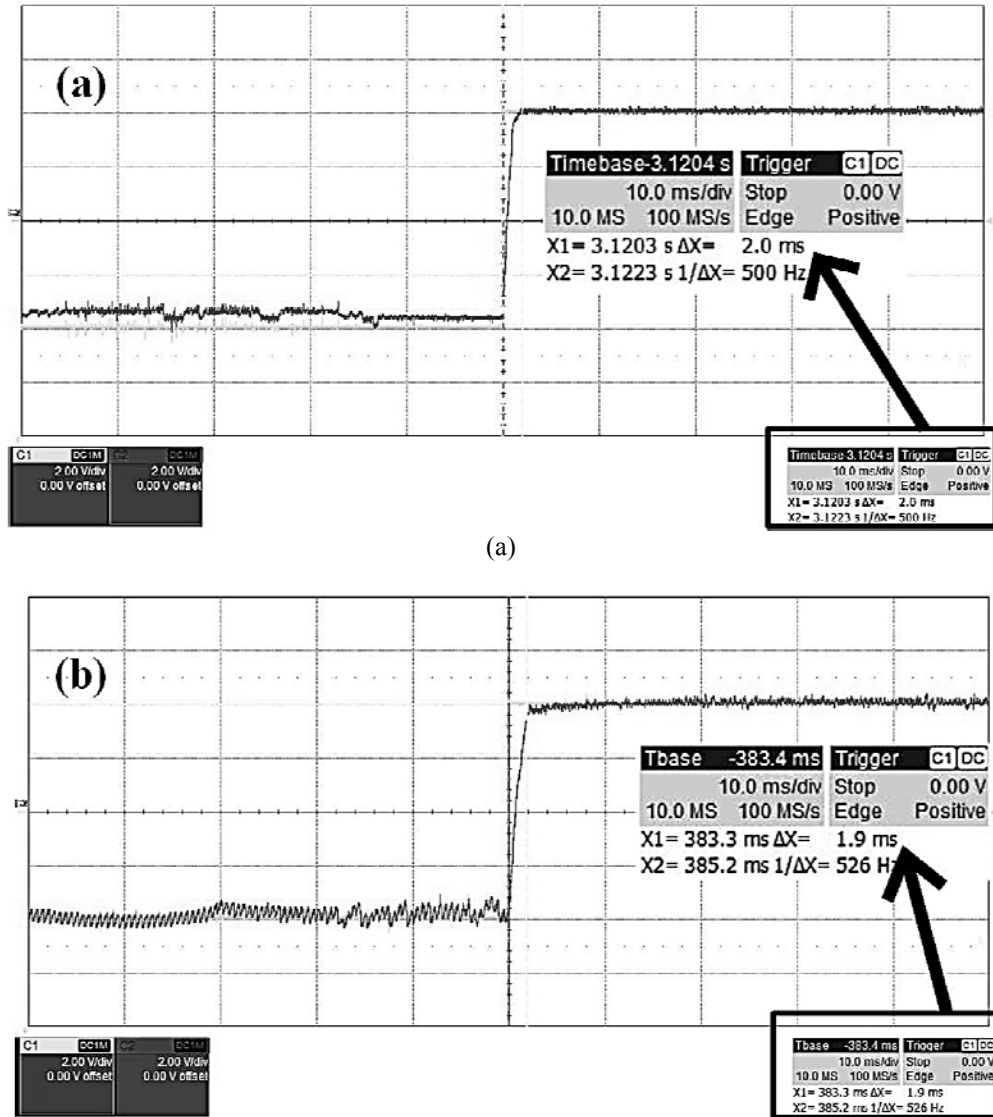 (a)
Timebase-3.1204 s Trigger C1 DC
10.0 ms/div Stop 0.00 V
10.0 MS 100 MS/s Edge Positive
X1= 3.1203 s ΔX= 2.0 ms
X2= 3.1223 s 1/ΔX= 500 Hz
C1 DC1M C2 DC1M
2.00 V/div 2.00 V/div
0.00 V offset 0.00 V offset
Timebase-3.1204 s Trigger C1 DC
10.0 ms/div Stop 0.00 V
10.0 MS 100 MS/s Edge Positive
X1= 3.1203 s ΔX= 2.0 ms
X2= 3.1223 s 1/ΔX= 500 Hz
(a)
(b)
Tbase -383.4 ms Trigger C1 DC
10.0 ms/div Stop 0.00 V
10.0 MS 100 MS/s Edge Positive
X1= 383.3 ms ΔX= 1.9 ms
X2= 385.2 ms 1/ΔX= 526 Hz
C1 DC1M C2 DC1M
2.00 V/div 2.00 V/div
0.00 V offset 0.00 V offset
Tbase -383.4 ms Trigger C1 DC
10.0 ms/div Stop 0.00 V
10.0 MS 100 MS/s Edge Positive
X1= 383.3 ms ΔX= 1.9 ms
X2= 385.2 ms 1/ΔX= 526 Hz